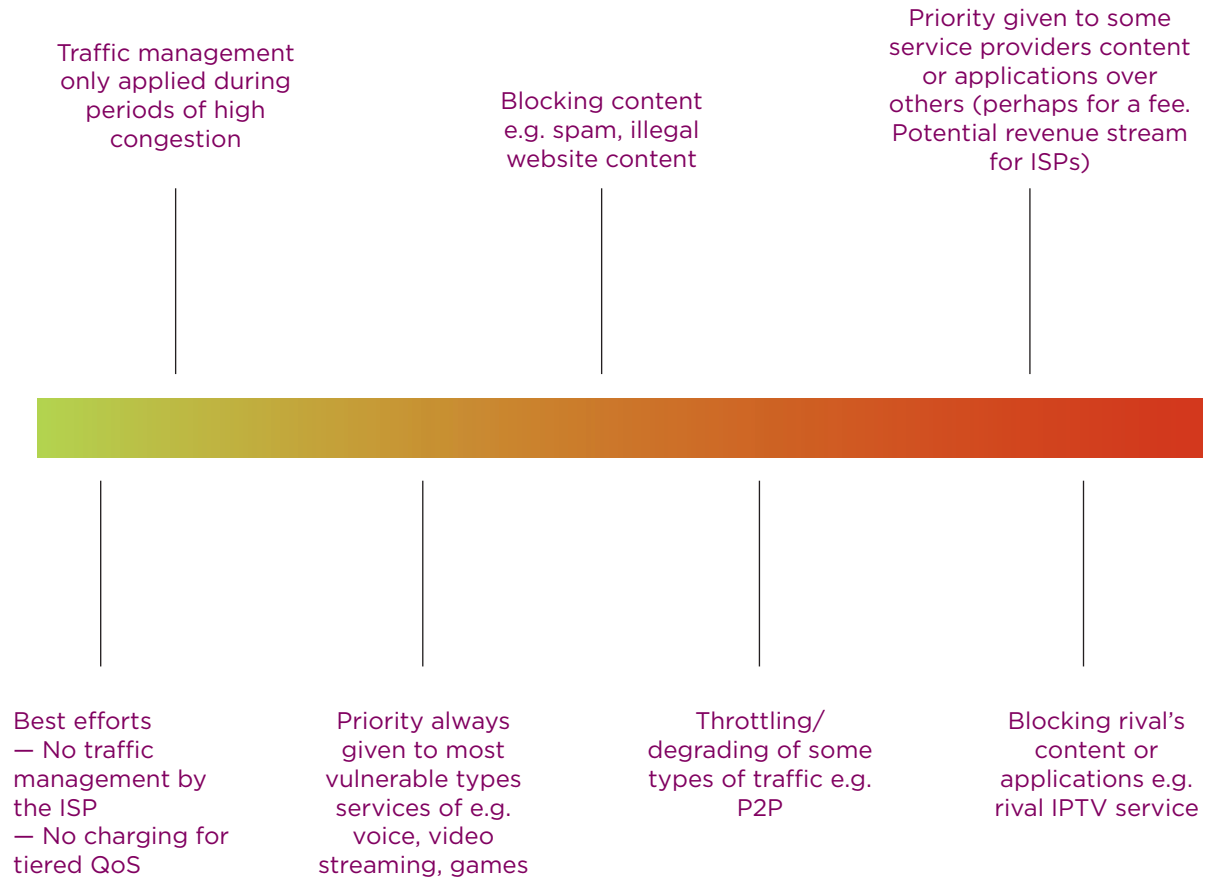 Traffic management
only applied during
periods of high
congestion
Blocking content
e.g. spam, illegal
website content
Priority given to some
service providers content
or applications over
others (perhaps for a fee.
Potential revenue stream
for ISPs)
Best efforts
— No traffic
management by
the ISP
— No charging for
tiered QoS
Priority always
given to most
vulnerable types
services of e.g.
voice, video
streaming, games
Throttling/
degrading of some
types of traffic e.g.
P2P
Blocking rival's
content or
applications e.g.
rival IPTV service